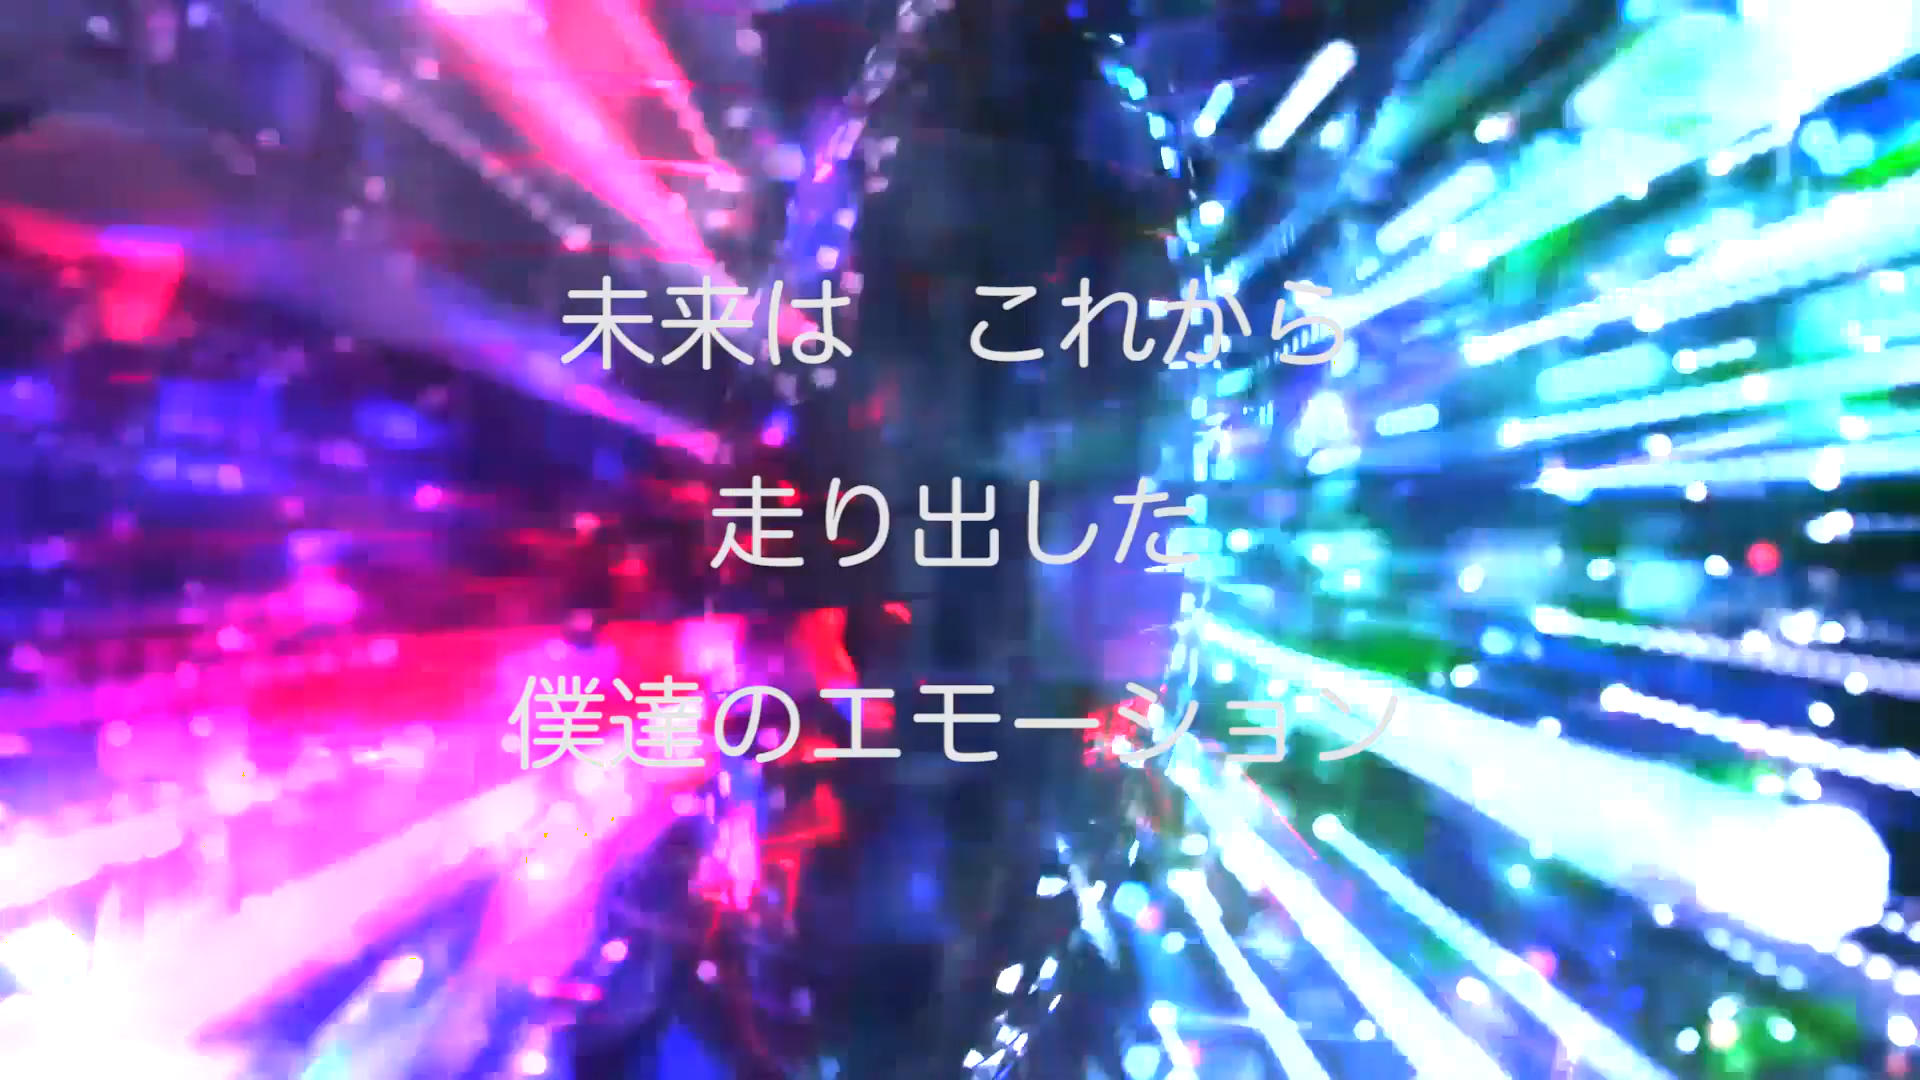 未来は　これから
走り出した
僕達のエモーション